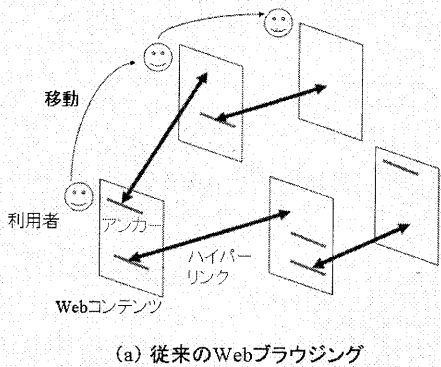 移動
利用者
アンカー
ハイパー
リンク
Webコンテンツ
(a) 従来のWebブラウジング